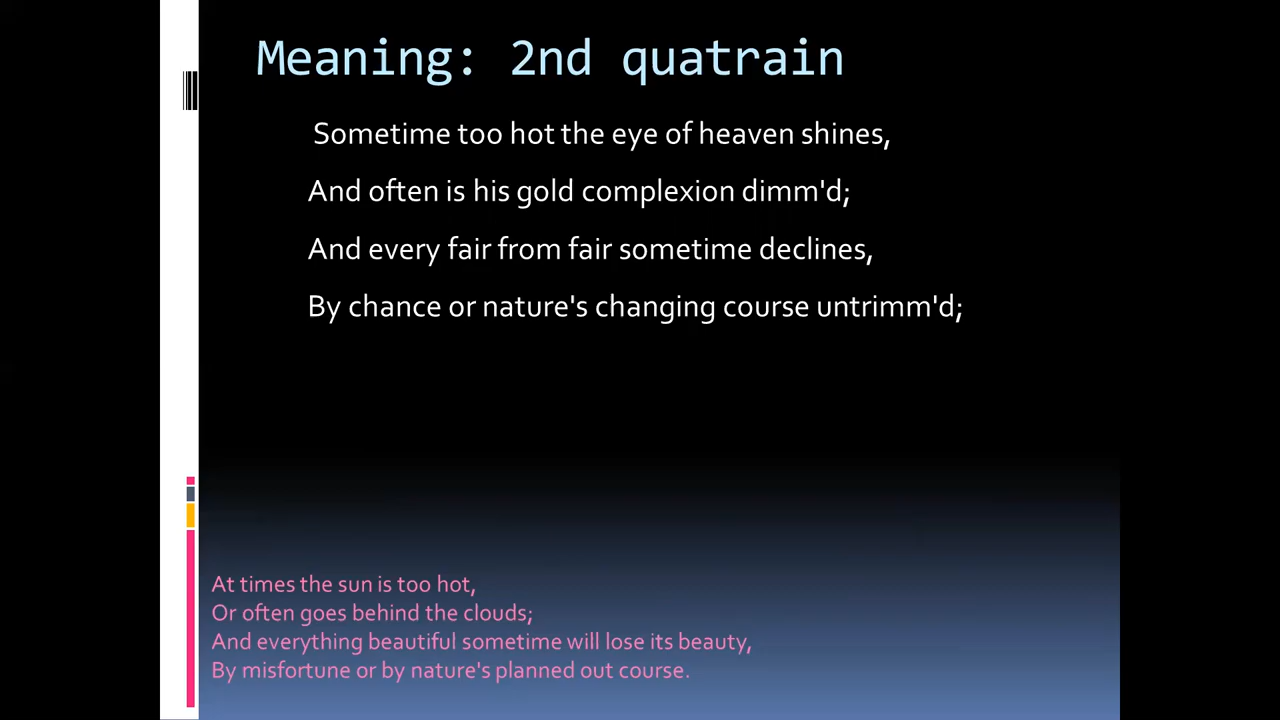 Meaning: 2nd quatrain
Sometime too hot the eye of heaven shines,
And often is his gold complexion dimm'd;
And every fair from fair sometime declines,
By chance or nature's changing course untrimm'd;
At times the sun is too hot,
Or often goes behind the clouds;
And everything beautiful sometime will lose its beauty,
By misfortune or by nature's planned out course.